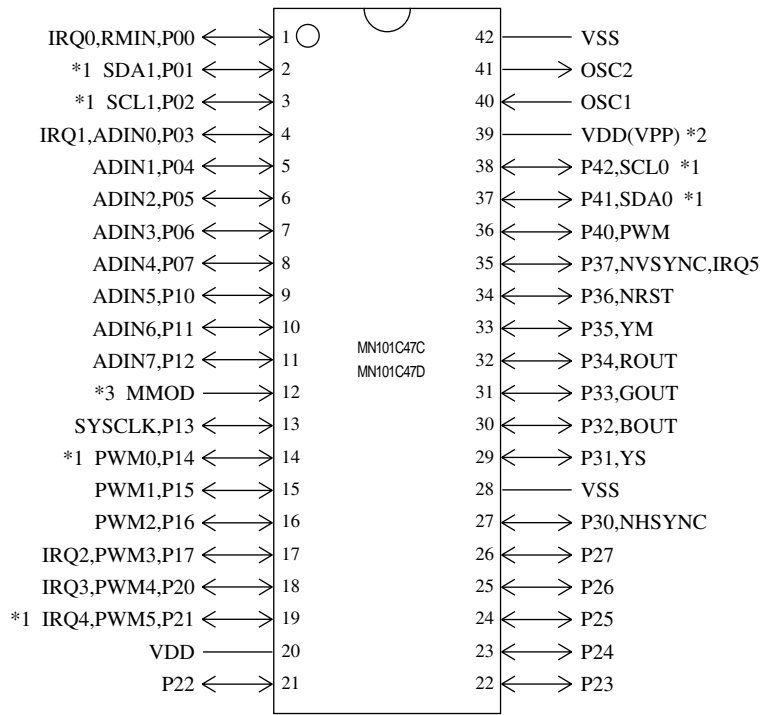 IRQ0,RMIN,P00 1 42 VSS
*1 SDA1,P01 2 41 OSC2
*1 SCL1,P02 3 40 OSC1
IRQ1,ADIN0,P03 4 39 VDD(VPP) *2
ADIN1,P04 5 38 P42,SCL0 *1
ADIN2,P05 6 37 P41,SDA0 *1
ADIN3,P06 7 36 P40,PWM
ADIN4,P07 8 35 P37,NVSYNC,IRQ5
ADIN5,P10 9 34 P36,NRST
ADIN6,P11 10 33 P35,YM
MN101C47C
ADIN7,P12 11 32 P34,ROUT
MN101C47D
*3 MMOD 12 31 P33,GOUT
SYSCLK,P13 13 30 P32,BOUT
*1 PWM0,P14 14 29 P31,YS
PWM1,P15 15 28 VSS
PWM2,P16 16 27 P30,NHSYNC
IRQ2,PWM3,P17 17 26 P27
IRQ3,PWM4,P20 18 25 P26
*1 IRQ4,PWM5,P21 19 24 P25
VDD 20 23 P24
P22 21 22 P23